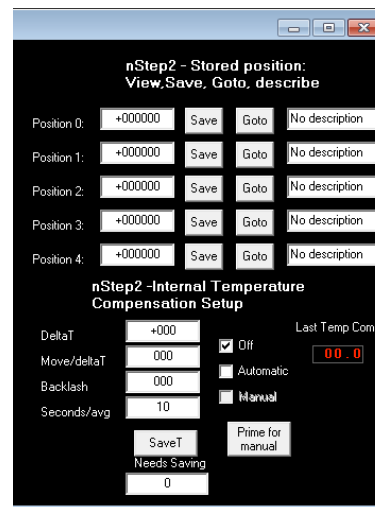 nStep2 - Stored position:
View,Save, Goto, describe
Position 0: +000000 Save Goto No description
Position 1: +000000 Save Goto No description
Position 2: +000000 Save Goto No description
Position 3: +000000 Save Goto No description
Position 4: +000000 Save Goto No description
nStep2 -Internal Temperature
Compensation Setup
DeltaT +000
Move/deltaT 000
Backlash 000
Seconds/avg 10
Off
Automatic
Manual
Last Temp Com
00.0
SaveT
Prime for
manual
Needs Saving
0